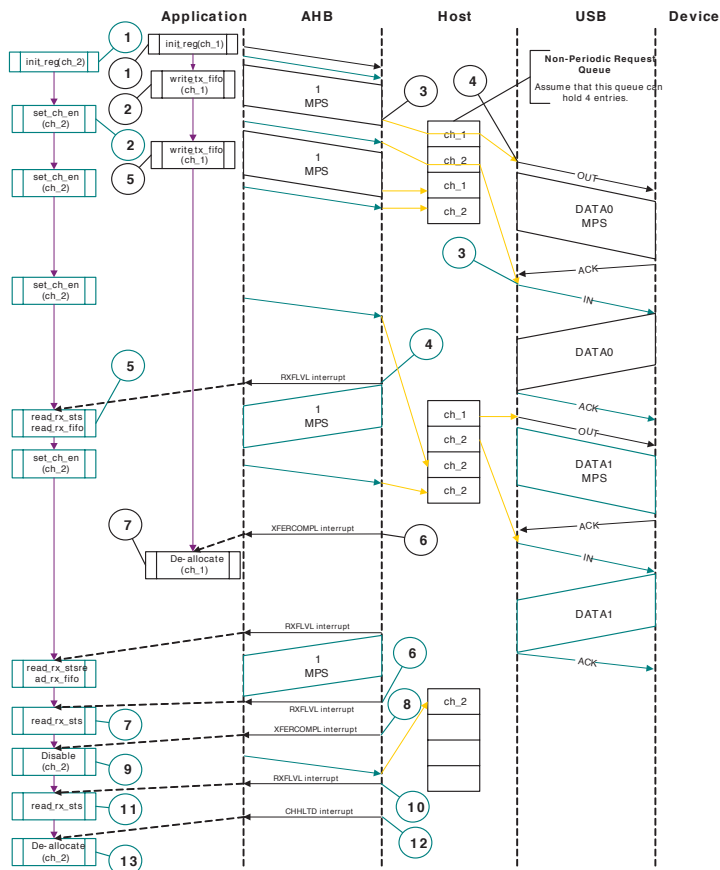 Application
AHB
Host
USB
Device
1
init_reg(ch_1)
init_reg(ch_2)
1
2
write_tx_fifo
(ch_1)
1
MPS
3
4
Non-Periodic Request
Queue
Assume that this queue can
hold 4 entries.
set_ch_en
(ch_2)
2
write_tx_fifo
(ch_1)
5
1
MPS
ch_1
ch_2
ch_1
ch_2
set_ch_en
(ch_2)
OUT
DATA0
MPS
ACK
3
IN
set_ch_en
(ch_2)
DATA0
4
RXFLVL interrupt
5
read_rx_sts
read_rx_fifo
1
MPS
ch_1
ch_2
ch_2
ch_2
ACK
OUT
set_ch_en
(ch_2)
DATA1
MPS
ACK
7
XFERCOMPL interrupt
6
De-allocate
(ch_1)
IN
DATA1
RXFLVL interrupt
6
read_rx_stsre
ad_rx_fifo
1
MPS
ACK
RXFLVL interrupt
8
ch_2
read_rx_sts
7
XFERCOMPL interrupt
Disable
(ch_2)
9
RXFLVL interrupt
10
read_rx_sts
11
CHHLTD interrupt
12
De-allocate
(ch_2)
13